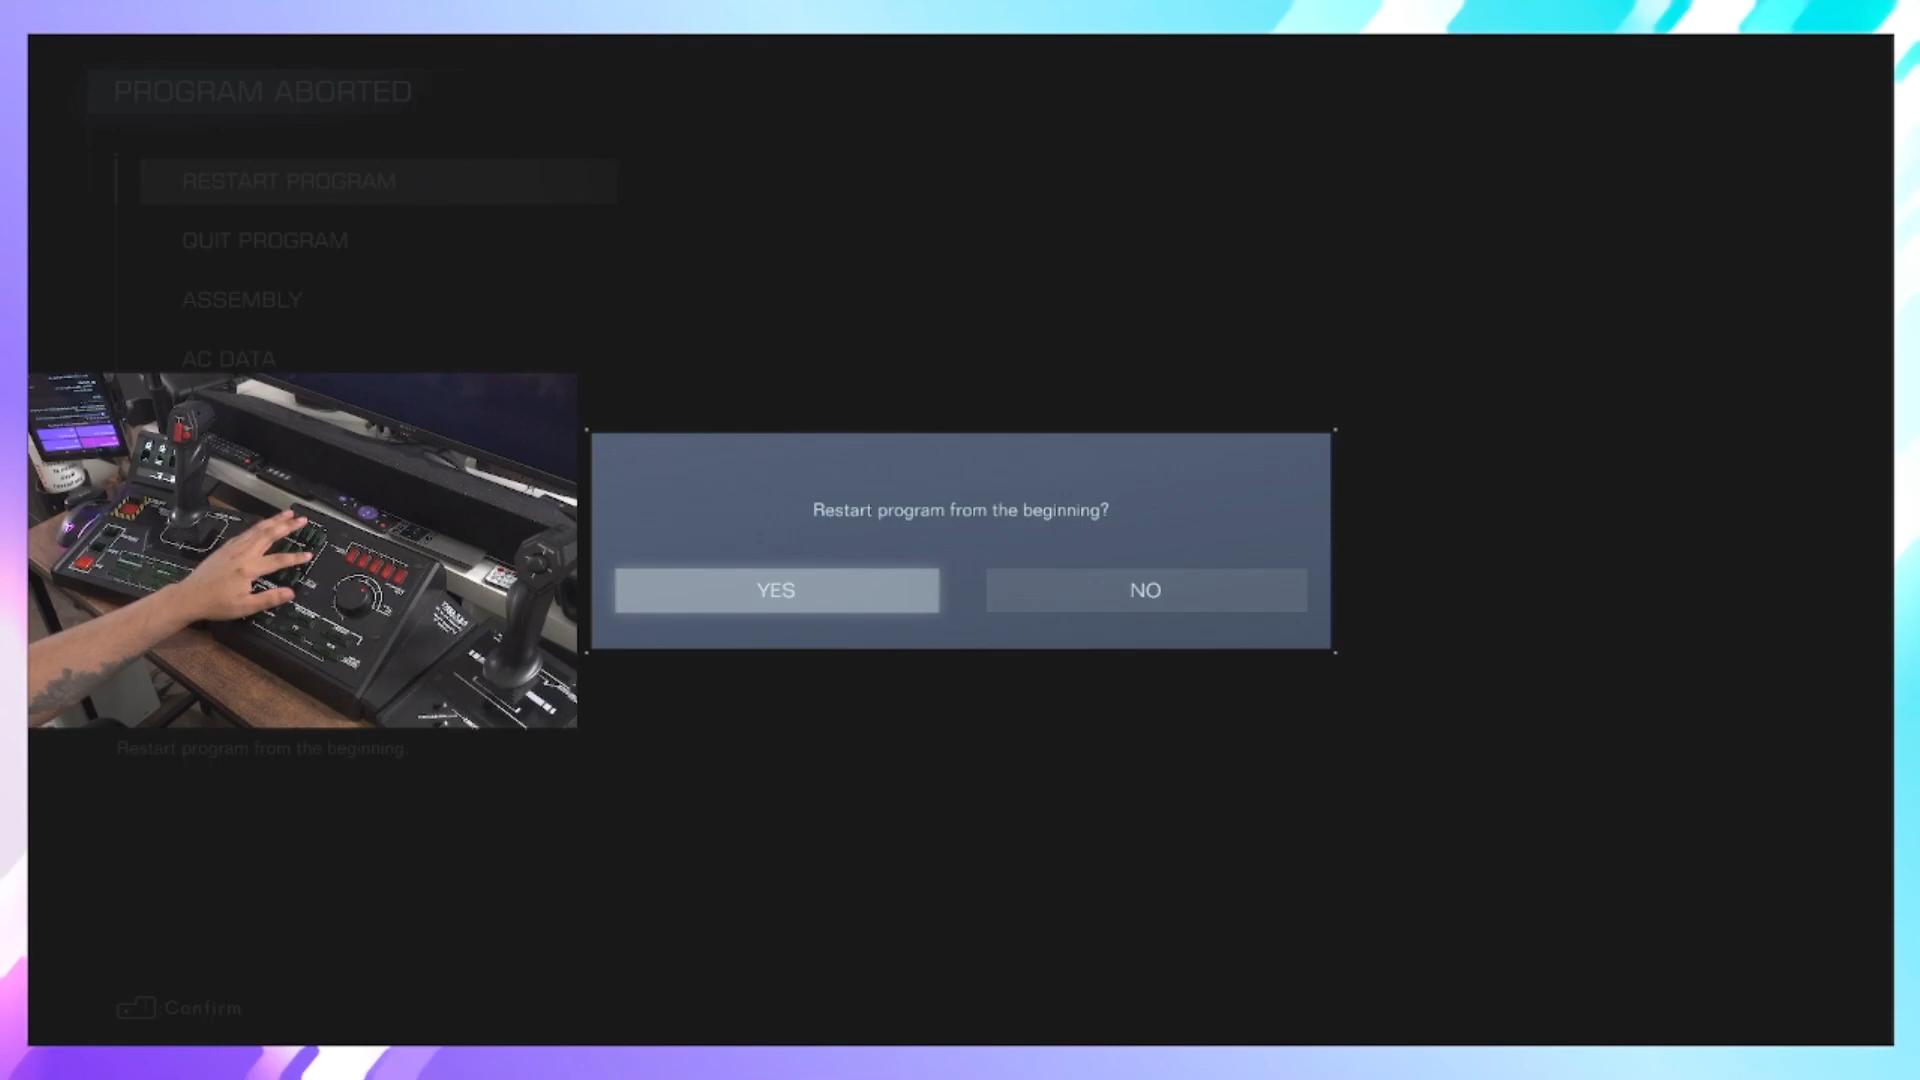 PROGRAM ABORTED
RESTART PROGRAM
QUIT PROGRAM
ASSEMBLY
AC DATA
Restart program from the beginning?
YES
NO
Restart program from the beginning.
Confirm